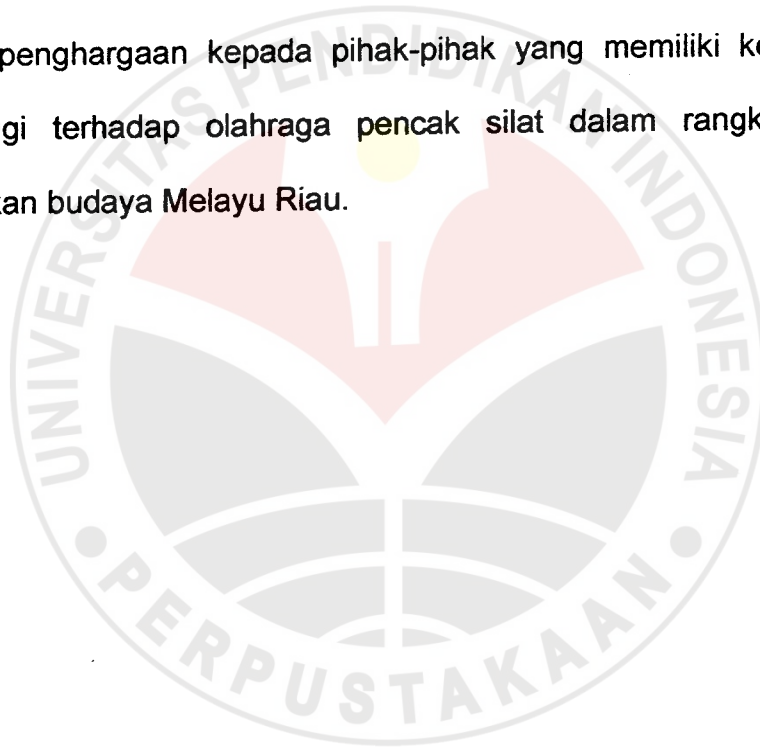 penghargaan kepada pihak-pihak yang memiliki ke
gi terhadap olahraga pencak silat dalam rangk
kan budaya Melayu Riau.
UNIVERSITAS PENDIDIKAN INDONESIA
PERPUSTAKAAN